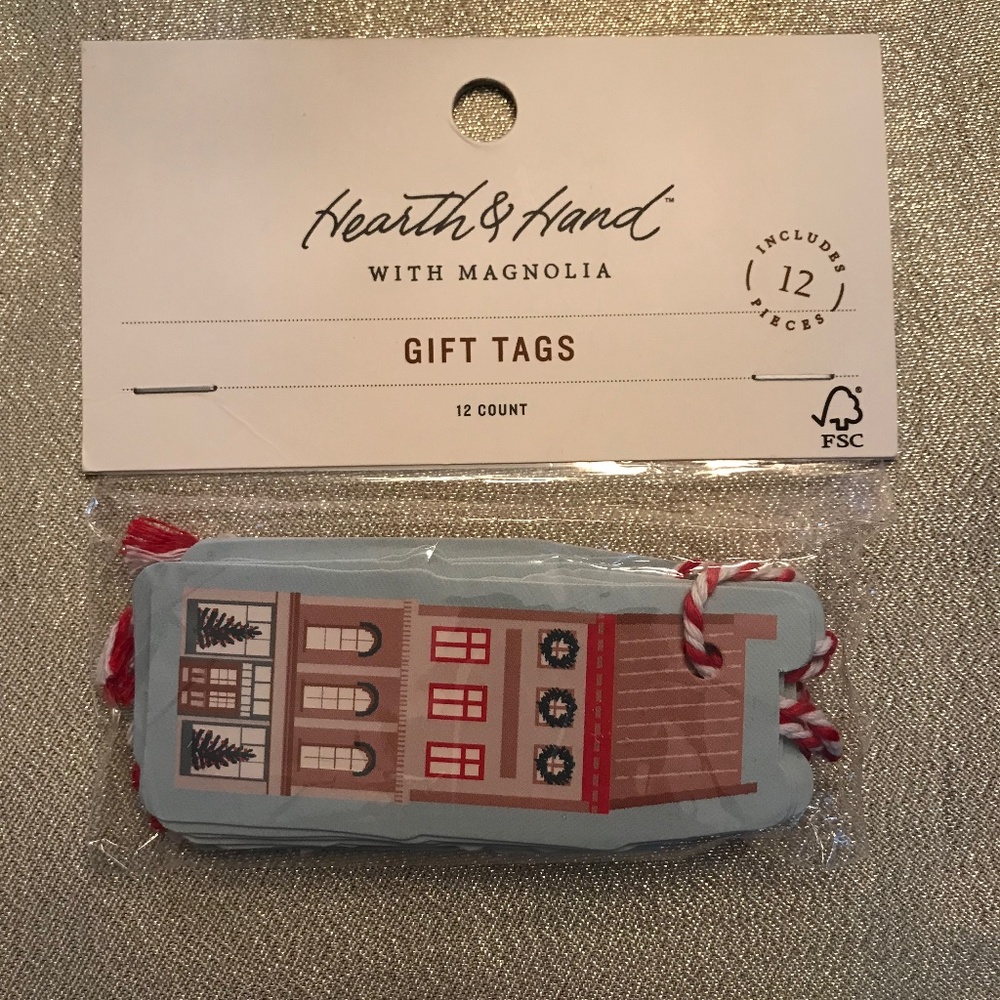 Hearth & Hand™
WITH MAGNOLIA
INCLUDES
12
PIECES
GIFT TAGS
12 COUNT
FSC®